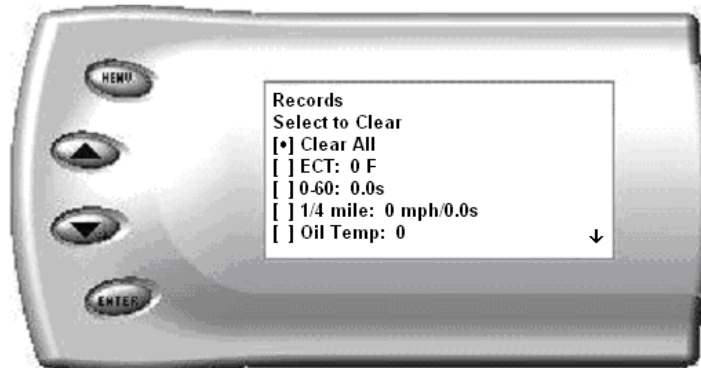 MENU
Records
Select to Clear
[•] Clear All
[ ] ECT: 0 F
[ ] 0-60: 0.0s
[ ] 1/4 mile: 0 mph/0.0s
[ ] Oil Temp: 0
ENTER